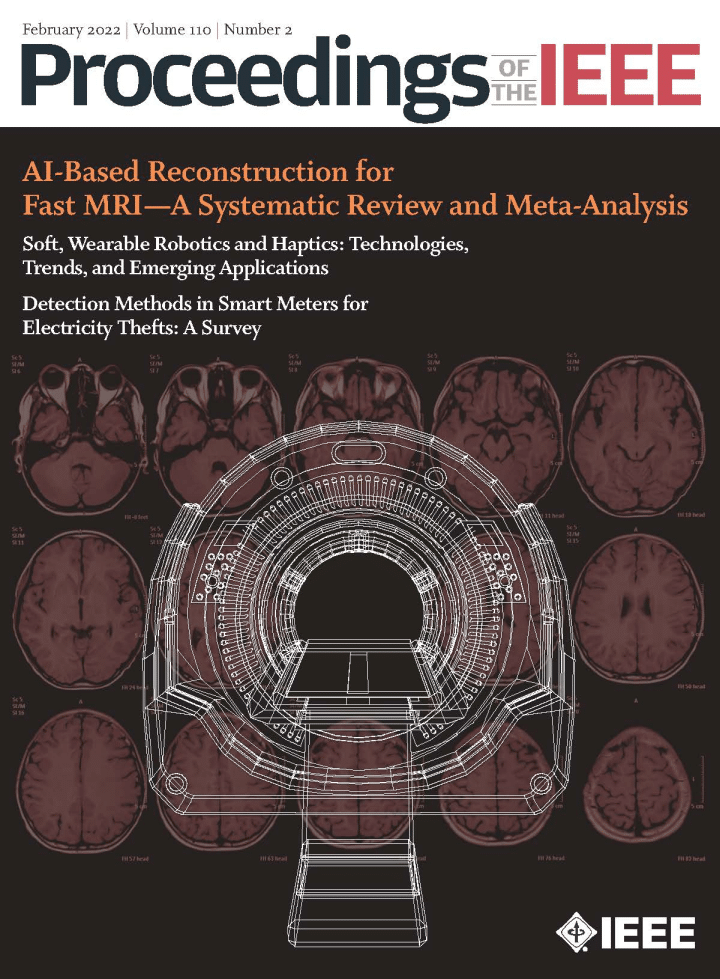 February 2022 | Volume 110 | Number 2
Proceedings OF THE IEEE
AI-Based Reconstruction for
Fast MRI—A Systematic Review and Meta-Analysis
Soft, Wearable Robotics and Haptics: Technologies,
Trends, and Emerging Applications
Detection Methods in Smart Meters for
Electricity Thefts: A Survey
IEEE